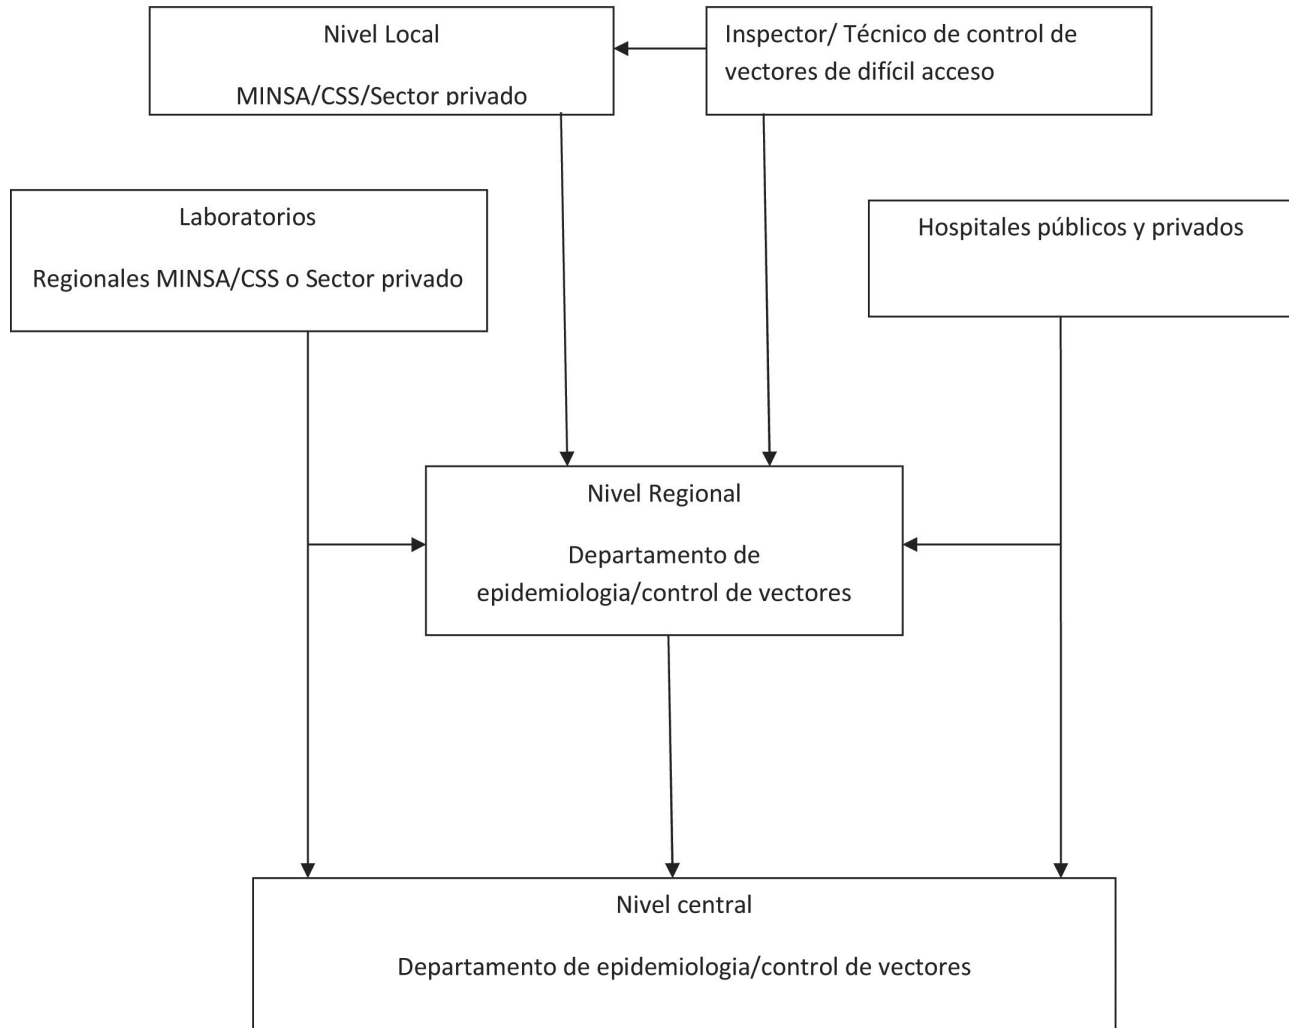 Nivel Local
MINSA/CSS/Sector privado
Inspector/ Técnico de control de
vectores de difícil acceso
Laboratorios
Regionales MINSA/CSS o Sector privado
Hospitales públicos y privados
Nivel Regional
Departamento de
epidemiologia/control de vectores
Nivel central
Departamento de epidemiologia/control de vectores